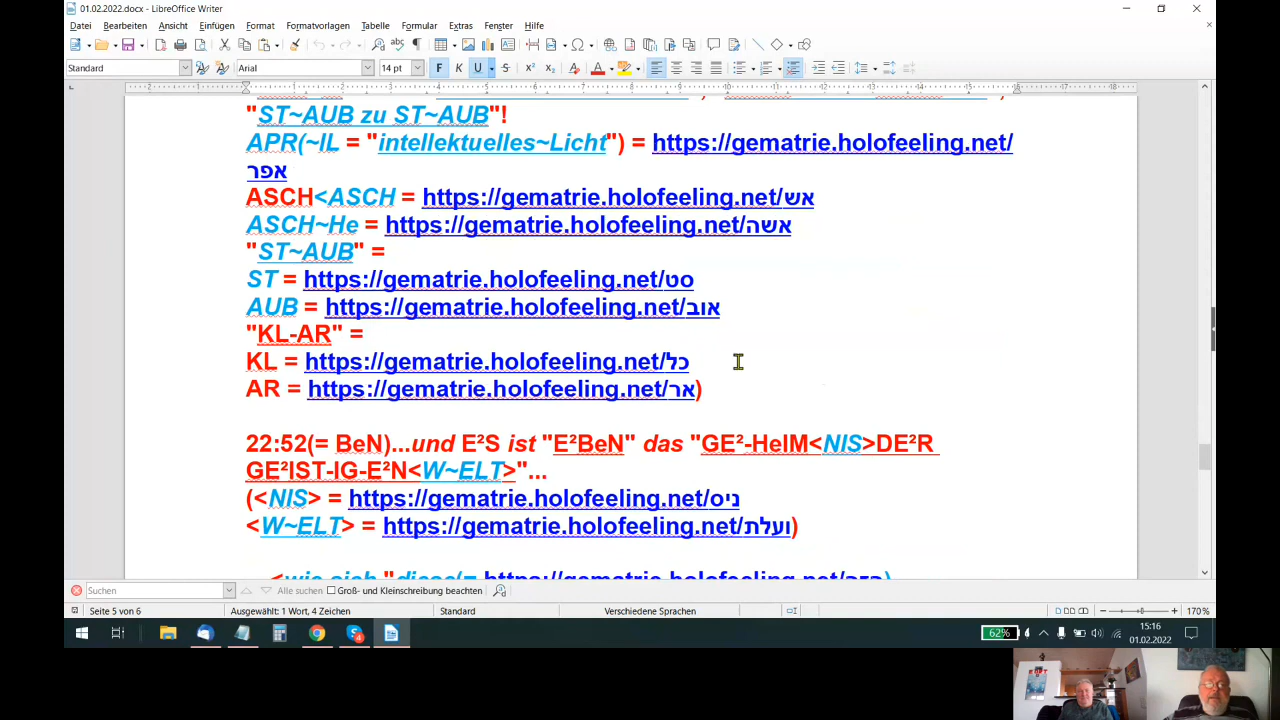 01.02.2022.docx - LibreOffice Writer
Datei Bearbeiten Ansicht Einfügen Format Formatvorlagen Tabelle Formular Extras Fenster Hilfe
Standard Arial 14 pt F K U S
"ST~AUB zu ST~AUB"!
APR(~IL = "intellektuelles~Licht") = https://gematrie.holofeeling.net/
אפר
ASCH<ASCH = https://gematrie.holofeeling.net/אש
ASCH~He = https://gematrie.holofeeling.net/אשה
"ST~AUB" =
ST = https://gematrie.holofeeling.net/סט
AUB = https://gematrie.holofeeling.net/אוב
"KL-AR" =
KL = https://gematrie.holofeeling.net/כל
AR = https://gematrie.holofeeling.net/אר)
22:52(= BeN)...und E²S ist "E²BeN" das "GE²-HeIM<NIS>DE²R
GE²IST-IG-E²N<W~ELT>"...
(<NIS> = https://gematrie.holofeeling.net/ניס
<W~ELT> = https://gematrie.holofeeling.net/ועלת)
Suchen Alle suchen Groß- und Kleinschreibung beachten
Seite 5 von 6 Ausgewählt: 1 Wort, 4 Zeichen Standard Verschiedene Sprachen 170%
62% 15:16
01.02.2022